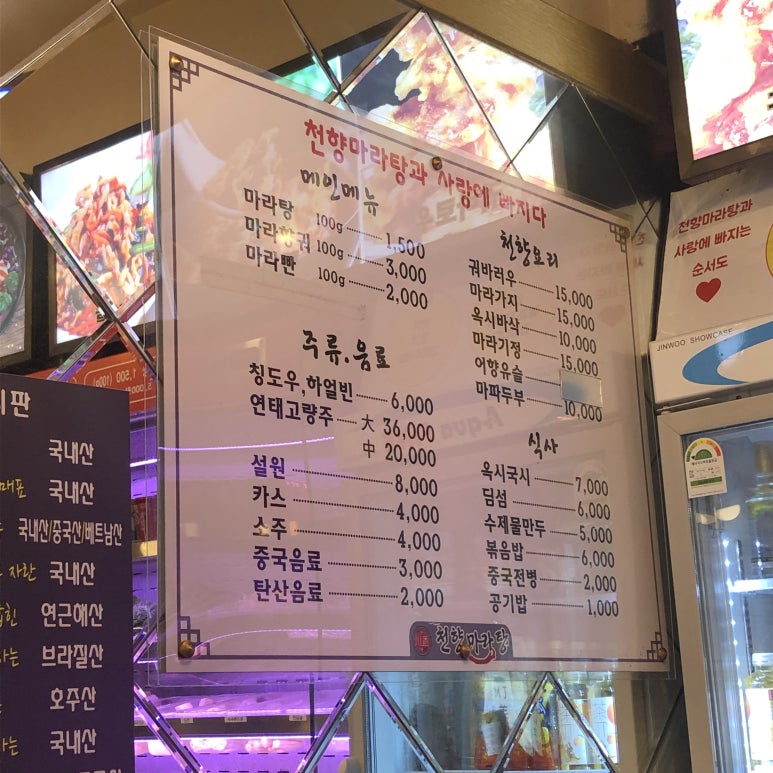 천향마라탕과 사랑에 빠지다
메인메뉴
마라탕 100g 1,500
마라향궈 100g 3,000
마라빤 100g 2,000
주류.음료
칭도우,하얼빈 6,000
연태고량주 大 36,000
中 20,000
설원 8,000
카스 4,000
소주 4,000
중국음료 3,000
탄산음료 2,000
천향요리
궈바러우 15,000
마라가지 15,000
옥시바삭 10,000
마라기정 15,000
어향유슬
마파두부 10,000
식사
옥시국시 7,000
딤섬 6,000
수제물만두 5,000
볶음밥 6,000
중국전병 2,000
공기밥 1,000
천향마라탕
천향마라탕과
사랑에 빠지는
순서도
JINWOO SHOWCASE
국내산
국내산
국내산/중국산/베트남산
자란 국내산
연근해산
브라질산
호주산
국내산